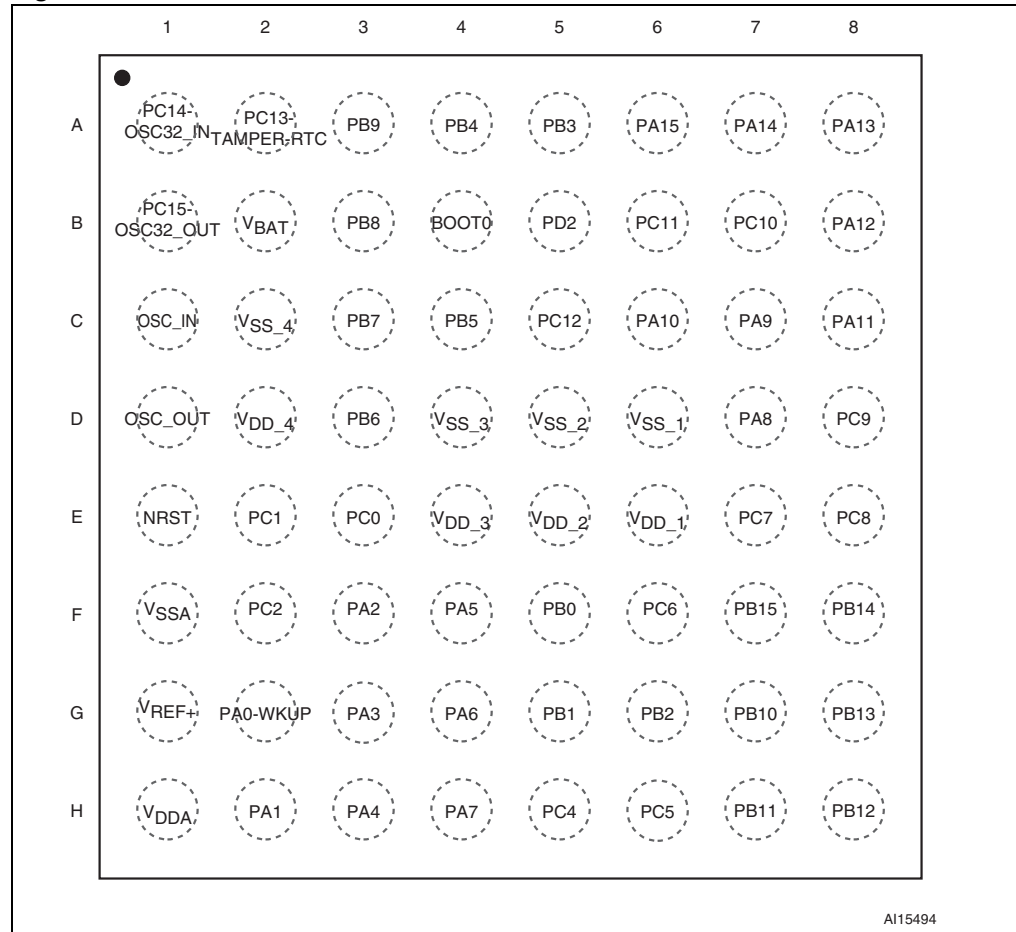 1 2 3 4 5 6 7 8
A PC14-OSC32_IN PC13-TAMPER-RTC PB9 PB4 PB3 PA15 PA14 PA13
B PC15-OSC32_OUT VBAT PB8 BOOT0 PD2 PC11 PC10 PA12
C OSC_IN VSS_4 PB7 PB5 PC12 PA10 PA9 PA11
D OSC_OUT VDD_4 PB6 VSS_3 VSS_2 VSS_1 PA8 PC9
E NRST PC1 PC0 VDD_3 VDD_2 VDD_1 PC7 PC8
F VSSA PC2 PA2 PA5 PB0 PC6 PB15 PB14
G VREF+ PA0-WKUP PA3 PA6 PB1 PB2 PB10 PB13
H VDDA PA1 PA4 PA7 PC4 PC5 PB11 PB12
AI15494